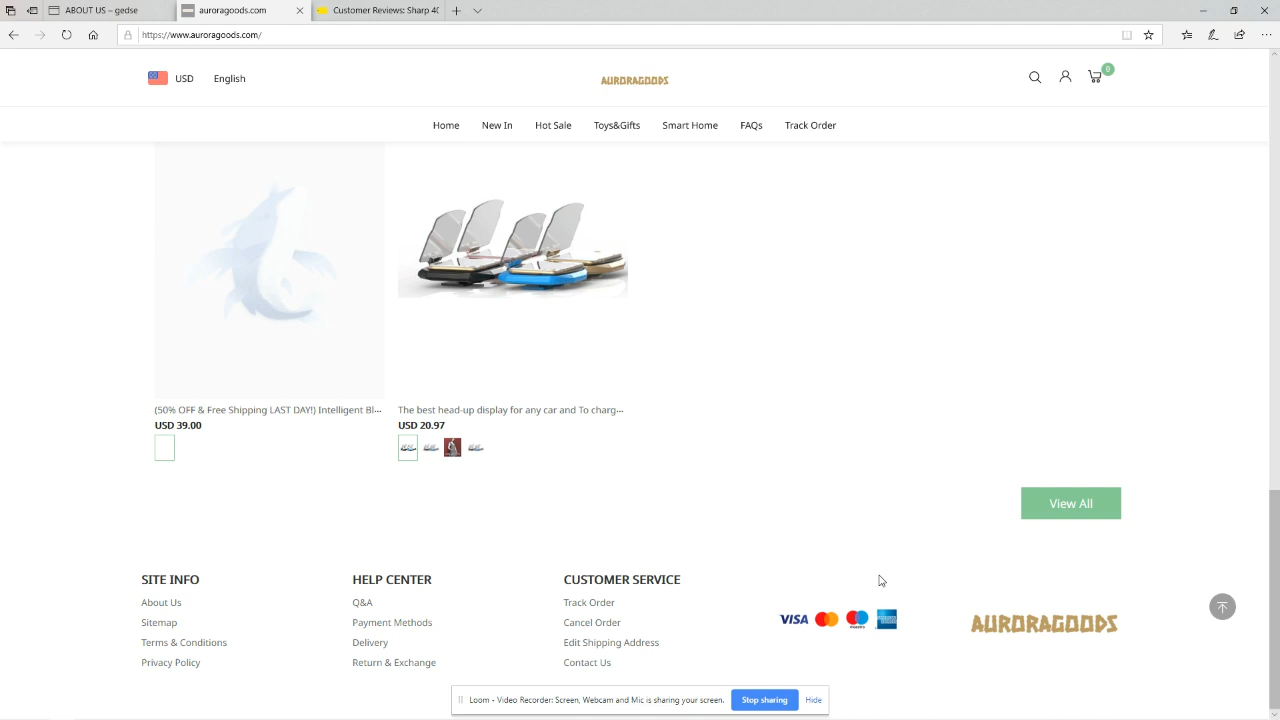 ABOUT US – gedse
auroragoods.com
Customer Reviews: Sharp 40
https://www.auroragoods.com/
USD
English
AURORAGOODS
0
Home
New In
Hot Sale
Toys&Gifts
Smart Home
FAQs
Track Order
(50% OFF & Free Shipping LAST DAY!) Intelligent Bl...
USD 39.00
The best head-up display for any car and To charg...
USD 20.97
View All
SITE INFO
About Us
Sitemap
Terms & Conditions
Privacy Policy
HELP CENTER
Q&A
Payment Methods
Delivery
Return & Exchange
CUSTOMER SERVICE
Track Order
Cancel Order
Edit Shipping Address
Contact Us
VISA
AURORAGOODS
Loom - Video Recorder: Screen, Webcam and Mic is sharing your screen.
Stop sharing
Hide